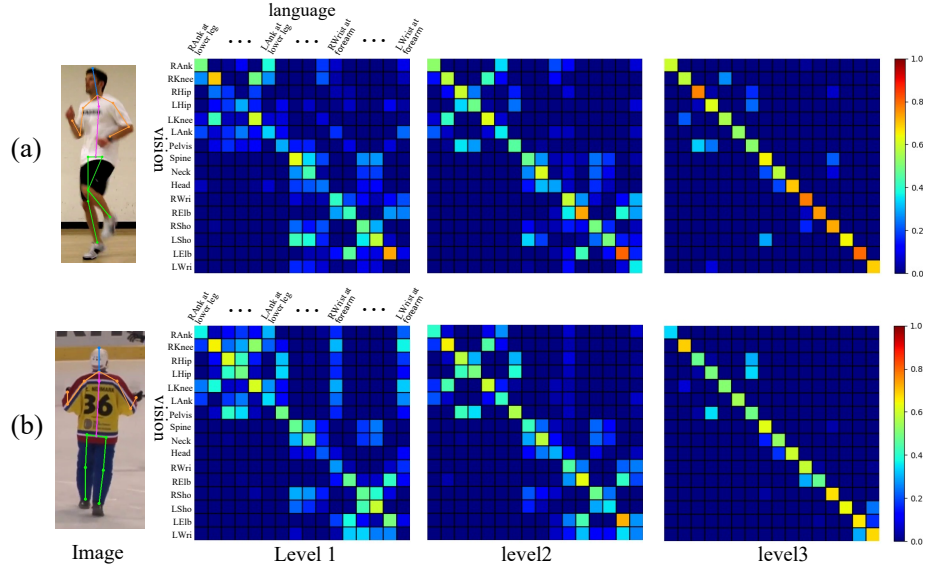 language
RAnk at lower leg ••• LAnk at lower leg ••• RWrist at forearm ••• LWrist at forearm
(a)
vision
RAnk
RKnee
RHip
LHip
LKnee
LAnk
Pelvis
Spine
Neck
Head
RWri
RElb
RSho
LSho
LElb
LWri
1.0
0.8
0.6
0.4
0.2
0.0
RAnk at lower leg ••• LAnk at lower leg ••• RWrist at forearm ••• LWrist at forearm
(b)
36
vision
RAnk
RKnee
RHip
LHip
LKnee
LAnk
Pelvis
Spine
Neck
Head
RWri
RElb
RSho
LSho
LElb
LWri
1.0
0.8
0.6
0.4
0.2
0.0
Image Level 1 level2 level3